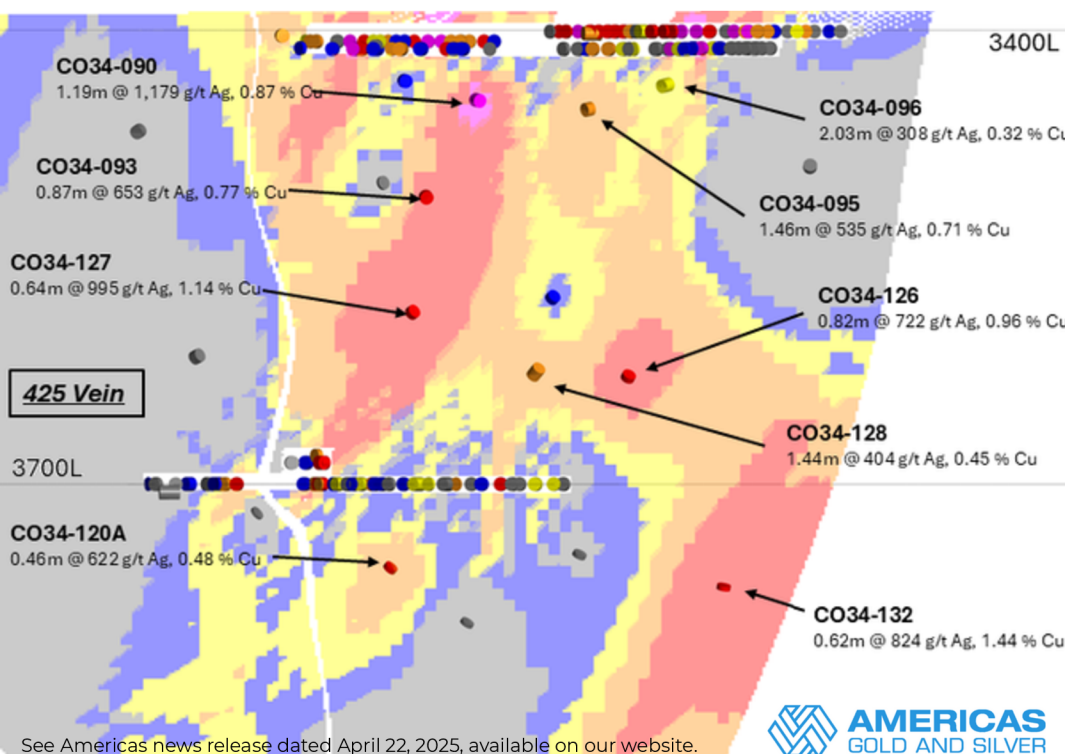 3400L
CO34-090
1.19m @ 1,179 g/t Ag, 0.87 % Cu
CO34-096
2.03m @ 308 g/t Ag, 0.32 % Cu
CO34-093
0.87m @ 653 g/t Ag, 0.77 % Cu
CO34-095
1.46m @ 535 g/t Ag, 0.71 % Cu
CO34-127
0.64m @ 995 g/t Ag, 1.14 % Cu
CO34-126
0.82m @ 722 g/t Ag, 0.96 % Cu
425 Vein
CO34-128
1.44m @ 404 g/t Ag, 0.45 % Cu
3700L
CO34-120A
0.46m @ 622 g/t Ag, 0.48 % Cu
CO34-132
0.62m @ 824 g/t Ag, 1.44 % Cu
AMERICAS
GOLD AND SILVER
See Americas news release dated April 22, 2025, available on our website.